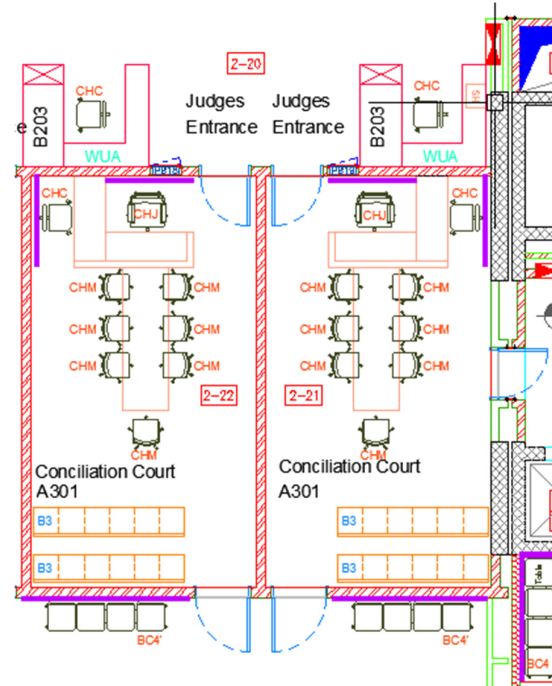 2-20
CHC
CHC
Judges
Entrance
Judges
Entrance
e
B203
B203
HS
WUA
WUA
CHC
CHJ
CHJ
CHC
CHM
CHM
CHM
CHM
CHM
CHM
CHM
CHM
CHM
CHM
CHM
CHM
2-22
2-21
CHM
CHM
Conciliation Court
A301
Conciliation Court
A301
B3
B3
B3
B3
Table
BC4'
BC4'
BC4